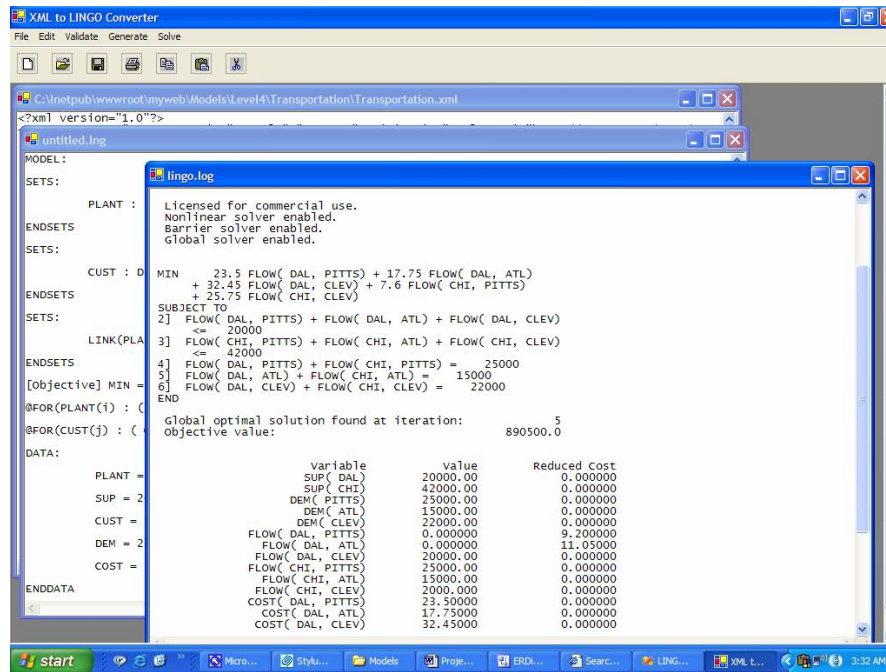 XML to LINGO Converter
File Edit Validate Generate Solve
C:\Inetpub\wwwroot\myweb\Models\Level4\Transportation\Transportation.xml
<?xml version="1.0"?>
untitled.lng
MODEL:
SETS:
PLANT :
ENDSETS
SETS:
CUST : D
ENDSETS
SETS:
LINK(PLA
ENDSETS
[Objective] MIN =
@FOR(PLANT(i) : (
@FOR(CUST(j) : (
DATA:
PLANT =
SUP = 2
CUST =
DEM = 2
COST =
ENDDATA
lingo.log
Licensed for commercial use.
Nonlinear solver enabled.
Barrier solver enabled.
Global solver enabled.
MIN 23.5 FLOW( DAL, PITTS) + 17.75 FLOW( DAL, ATL)
+ 32.45 FLOW( DAL, CLEV) + 7.6 FLOW( CHI, PITTS)
+ 25.75 FLOW( CHI, CLEV)
SUBJECT TO
2] FLOW( DAL, PITTS) + FLOW( DAL, ATL) + FLOW( DAL, CLEV)
<= 20000
3] FLOW( CHI, PITTS) + FLOW( CHI, ATL) + FLOW( CHI, CLEV)
<= 42000
4] FLOW( DAL, PITTS) + FLOW( CHI, PITTS) = 25000
5] FLOW( DAL, ATL) + FLOW( CHI, ATL) = 15000
6] FLOW( DAL, CLEV) + FLOW( CHI, CLEV) = 22000
END
Global optimal solution found at iteration: 5
Objective value: 890500.0
Variable Value Reduced Cost
SUP( DAL) 20000.00 0.000000
SUP( CHI) 42000.00 0.000000
DEM( PITTS) 25000.00 0.000000
DEM( ATL) 15000.00 0.000000
DEM( CLEV) 22000.00 0.000000
FLOW( DAL, PITTS) 0.000000 9.200000
FLOW( DAL, ATL) 0.000000 11.05000
FLOW( DAL, CLEV) 20000.00 0.000000
FLOW( CHI, PITTS) 25000.00 0.000000
FLOW( CHI, ATL) 15000.00 0.000000
FLOW( CHI, CLEV) 2000.000 0.000000
COST( DAL, PITTS) 23.50000 0.000000
COST( DAL, ATL) 17.75000 0.000000
COST( DAL, CLEV) 32.45000 0.000000
start Micro... Stylu... Models Proje... ERDi... Searc... LING... XML t... 3:32 AM